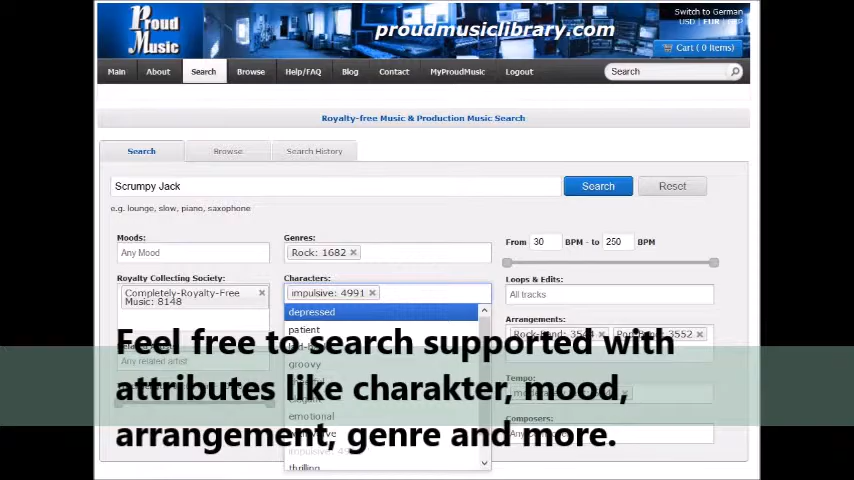 Proud Music
proudmusiclibrary.com
Switch to German
USD | EUR |
Cart ( 0 Items)
Main About Search Browse Help/FAQ Blog Contact MyProudMusic Logout Search
Royalty-free Music & Production Music Search
Search Browse Search History
Scrumpy Jack Search Reset
e.g. lounge, slow, piano, saxophone
Moods: Genres: From 30 BPM - to 250 BPM
Any Mood Rock: 1682
Royalty Collecting Society: Characters: Loops & Edits:
Completely-Royalty-Free Music: 8148 impulsive: 4991 All tracks
depressed
Arrangements:
patient
Feel free to search supported with
Any related artist
groovy
Tempo:
attributes like charakter, mood,
emotional
Composers:
arrangement, genre and more.
thrilling